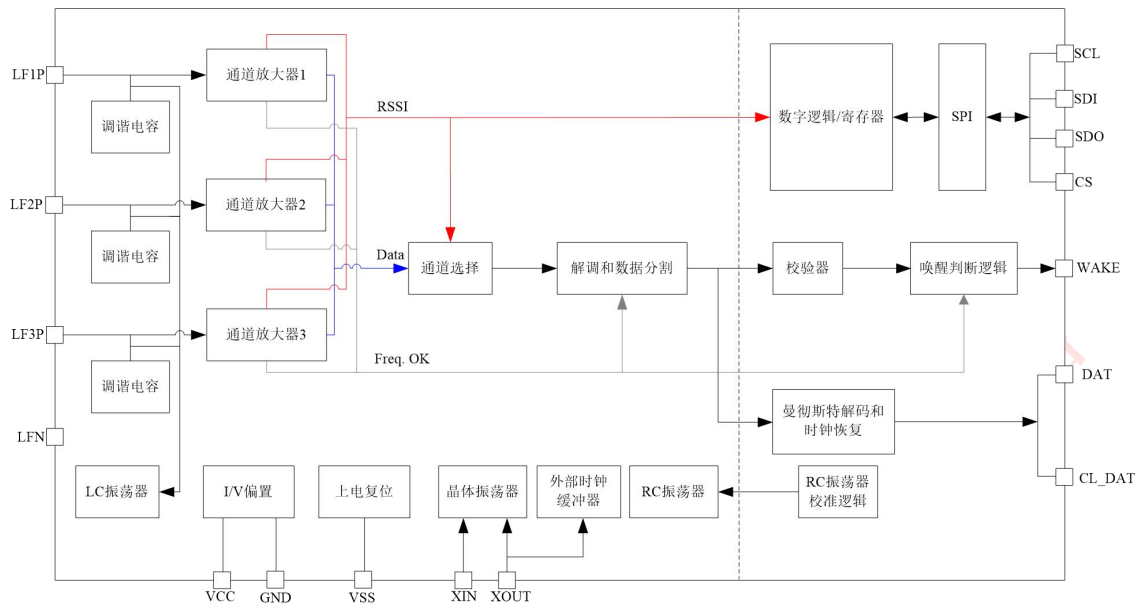 LF1P
通道放大器1
调谐电容
RSSI
数字逻辑/寄存器
SPI
SCL
SDI
SDO
CS
LF2P
通道放大器2
调谐电容
Data
通道选择
解调和数据分割
校验器
唤醒判断逻辑
WAKE
LF3P
通道放大器3
调谐电容
Freq. OK
DAT
曼彻斯特解码和
时钟恢复
LFN
CL_DAT
LC振荡器
I/V偏置
上电复位
晶体振荡器
外部时钟
缓冲器
RC振荡器
RC振荡器
校准逻辑
VCC
GND
VSS
XIN
XOUT